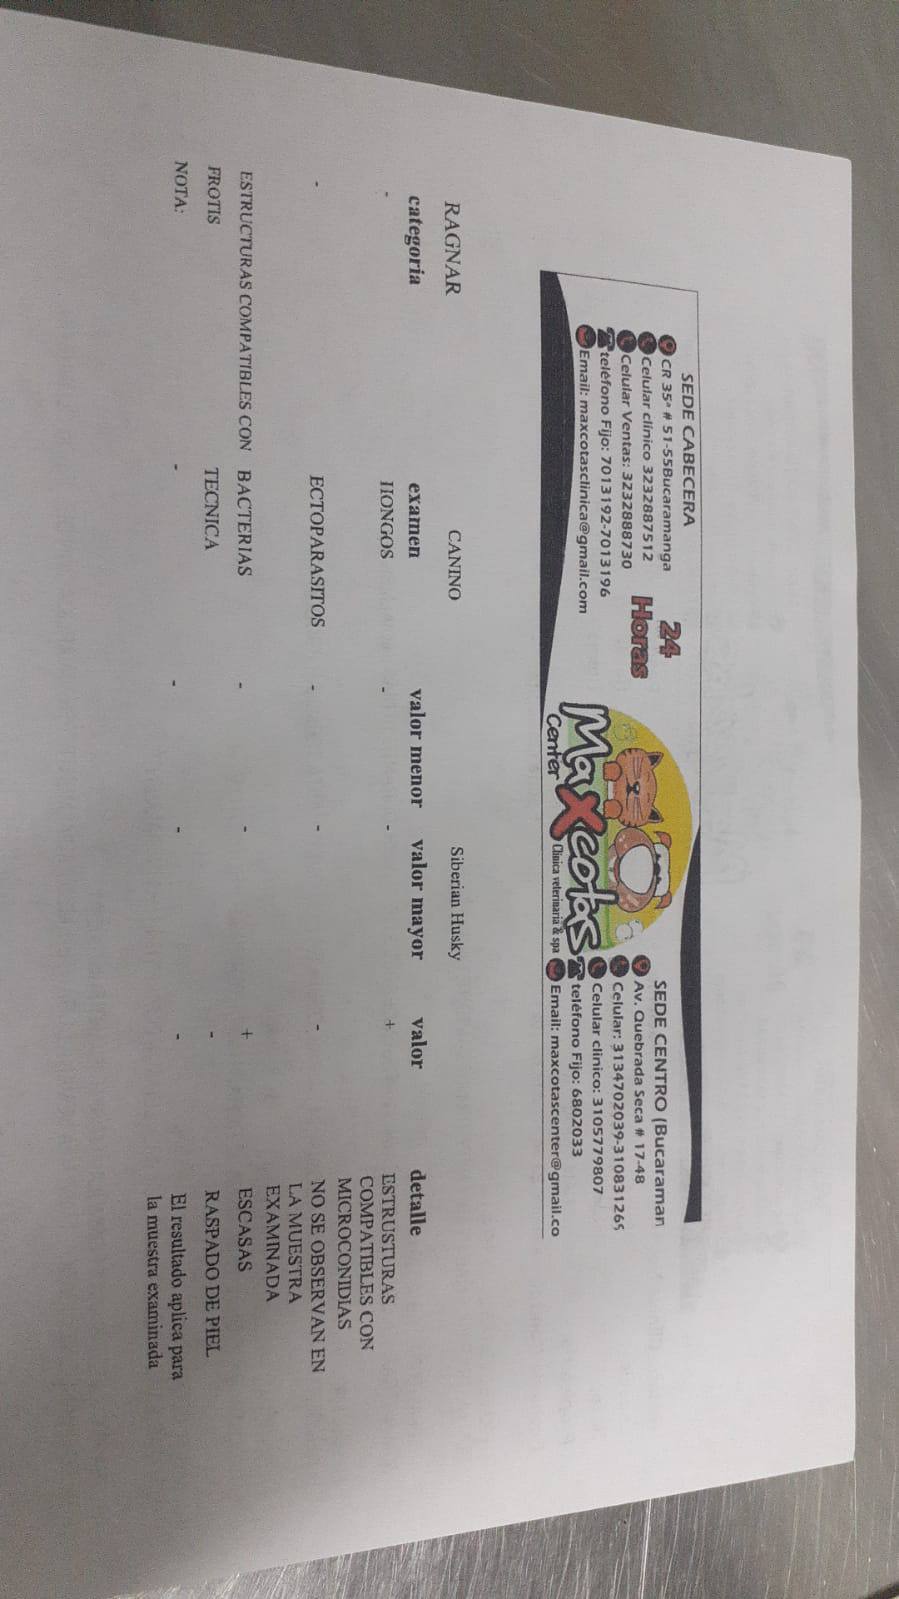 SEDE CABECERA
CR 35ª # 51-55Bucaramanga
Celular clínico 3232887512
Celular Ventas: 3232888730
teléfono Fijo: 7013192-7013196
Email: maxcotasclinica@gmail.com
24
Horas
Maxcotas
Center
Clínica veterinaria & spa
SEDE CENTRO (Bucaraman
Av. Quebrada Seca # 17-48
Celular: 3134702039-310831269
Celular clínico: 3105779807
teléfono Fijo: 6802033
Email: maxcotascenter@gmail.co
RAGNAR CANINO Siberian Husky
categoria examen valor menor valor mayor valor detalle
- HONGOS - - + ESTRUSTURAS
COMPATIBLES CON
MICROCONIDIAS
- ECTOPARASITOS - - - NO SE OBSERVAN EN
LA MUESTRA
EXAMINADA
ESTRUCTURAS COMPATIBLES CON BACTERIAS - - + ESCASAS
FROTIS TECNICA - RASPADO DE PIEL
NOTA: - - - - El resultado aplica para
la muestra examinada